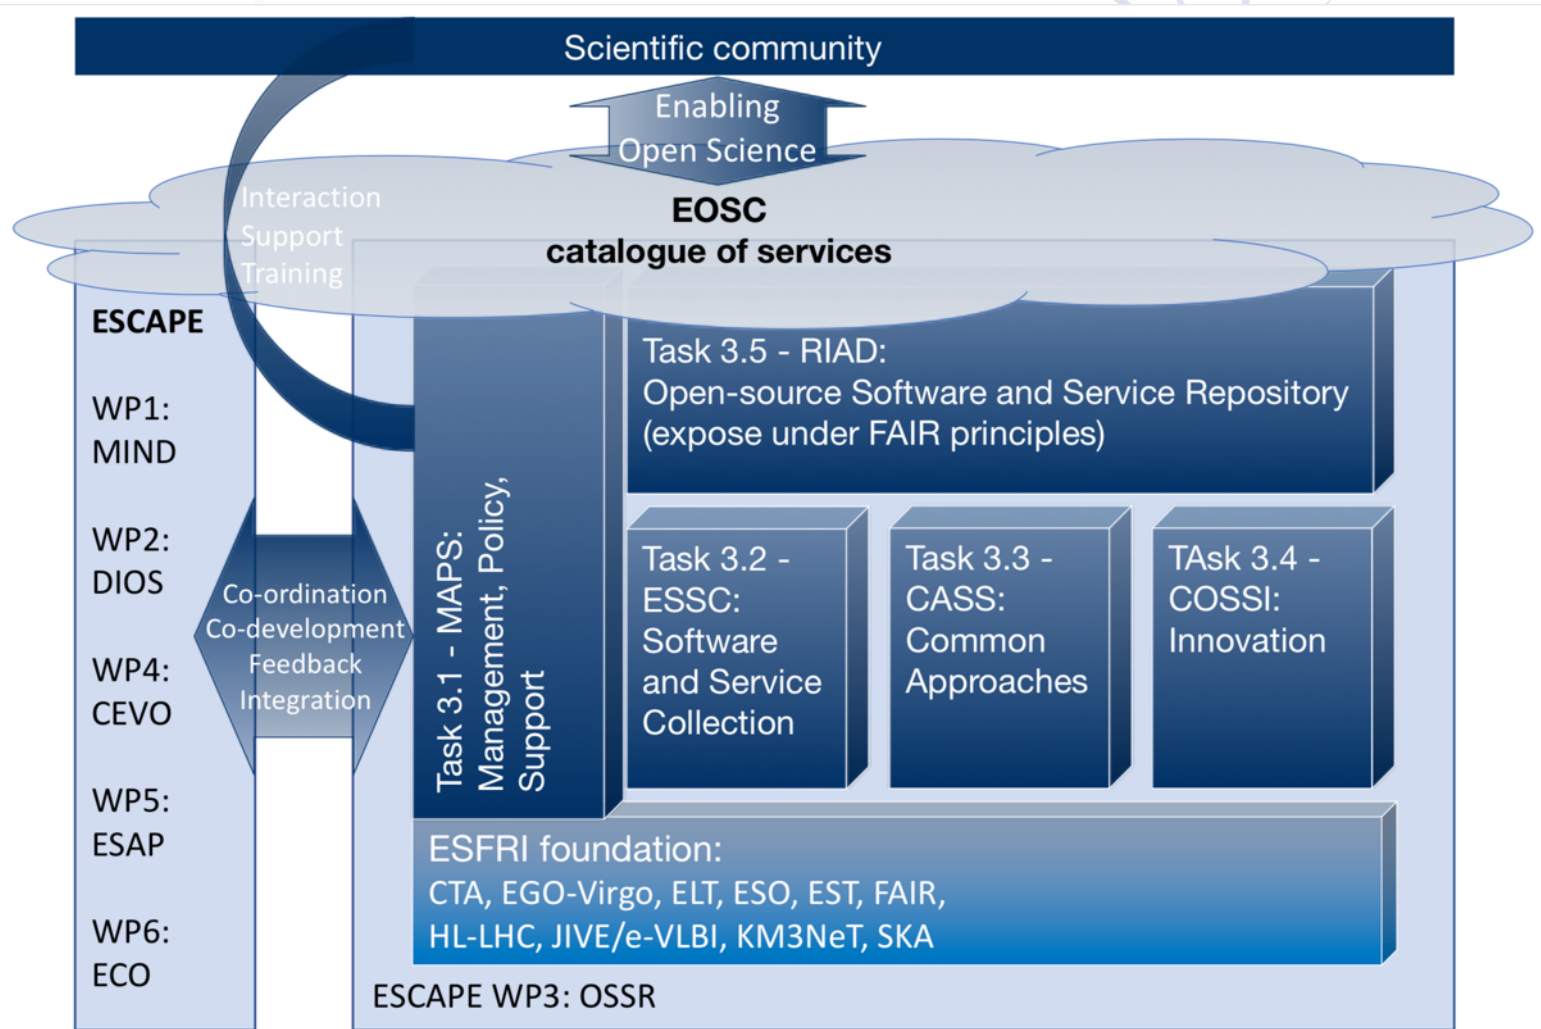 Scientific community
Enabling
Open Science
EOSC
catalogue of services
Interaction
Support
Training
ESCAPE
WP1:
MIND
WP2:
DIOS
WP4:
CEVO
WP5:
ESAP
WP6:
ECO
Co-ordination
Co-development
Feedback
Integration
Task 3.1 - MAPS:
Management, Policy,
Support
Task 3.5 - RIAD:
Open-source Software and Service Repository
(expose under FAIR principles)
Task 3.2 -
ESSC:
Software
and Service
Collection
Task 3.3 -
CASS:
Common
Approaches
TAsk 3.4 -
COSSI:
Innovation
ESFRI foundation:
CTA, EGO-Virgo, ELT, ESO, EST, FAIR,
HL-LHC, JIVE/e-VLBI, KM3NeT, SKA
ESCAPE WP3: OSSR